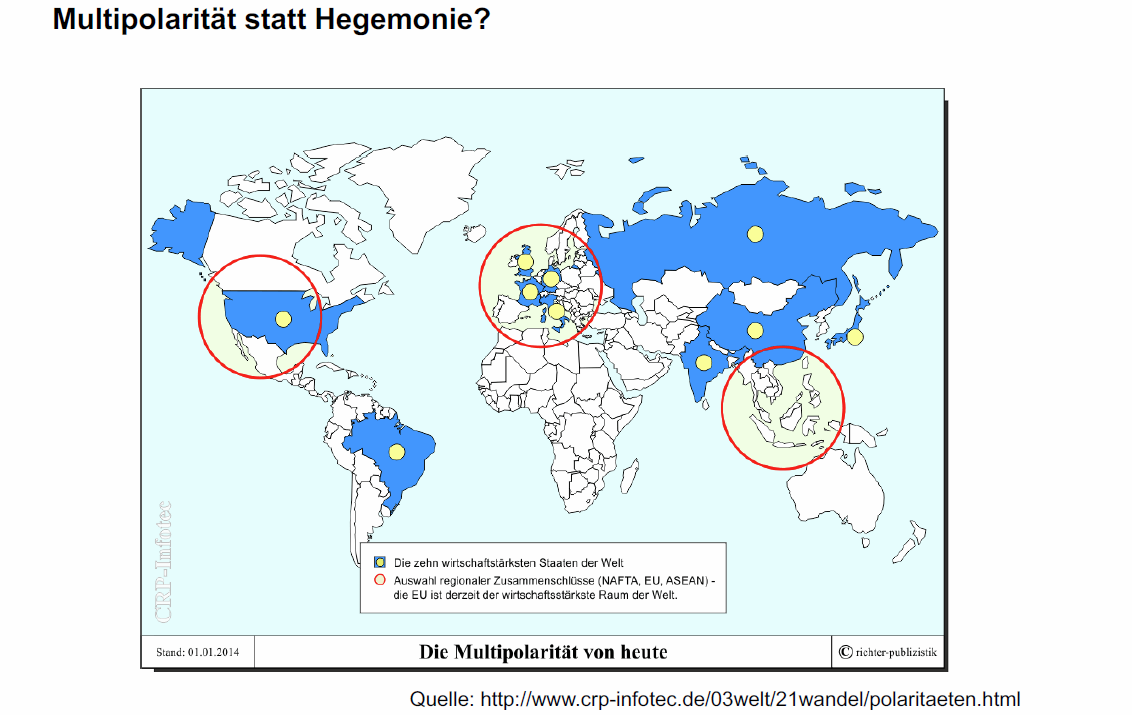 Multipolarität statt Hegemonie?
CRP-Infotec
Die zehn wirtschaftstärksten Staaten der Welt
Auswahl regionaler Zusammenschlüsse (NAFTA, EU, ASEAN) -
die EU ist derzeit der wirtschaftsstärkste Raum der Welt.
Stand: 01.01.2014
Die Multipolarität von heute
© richter-publizistik
Quelle: http://www.crp-infotec.de/03welt/21wandel/polaritaeten.html